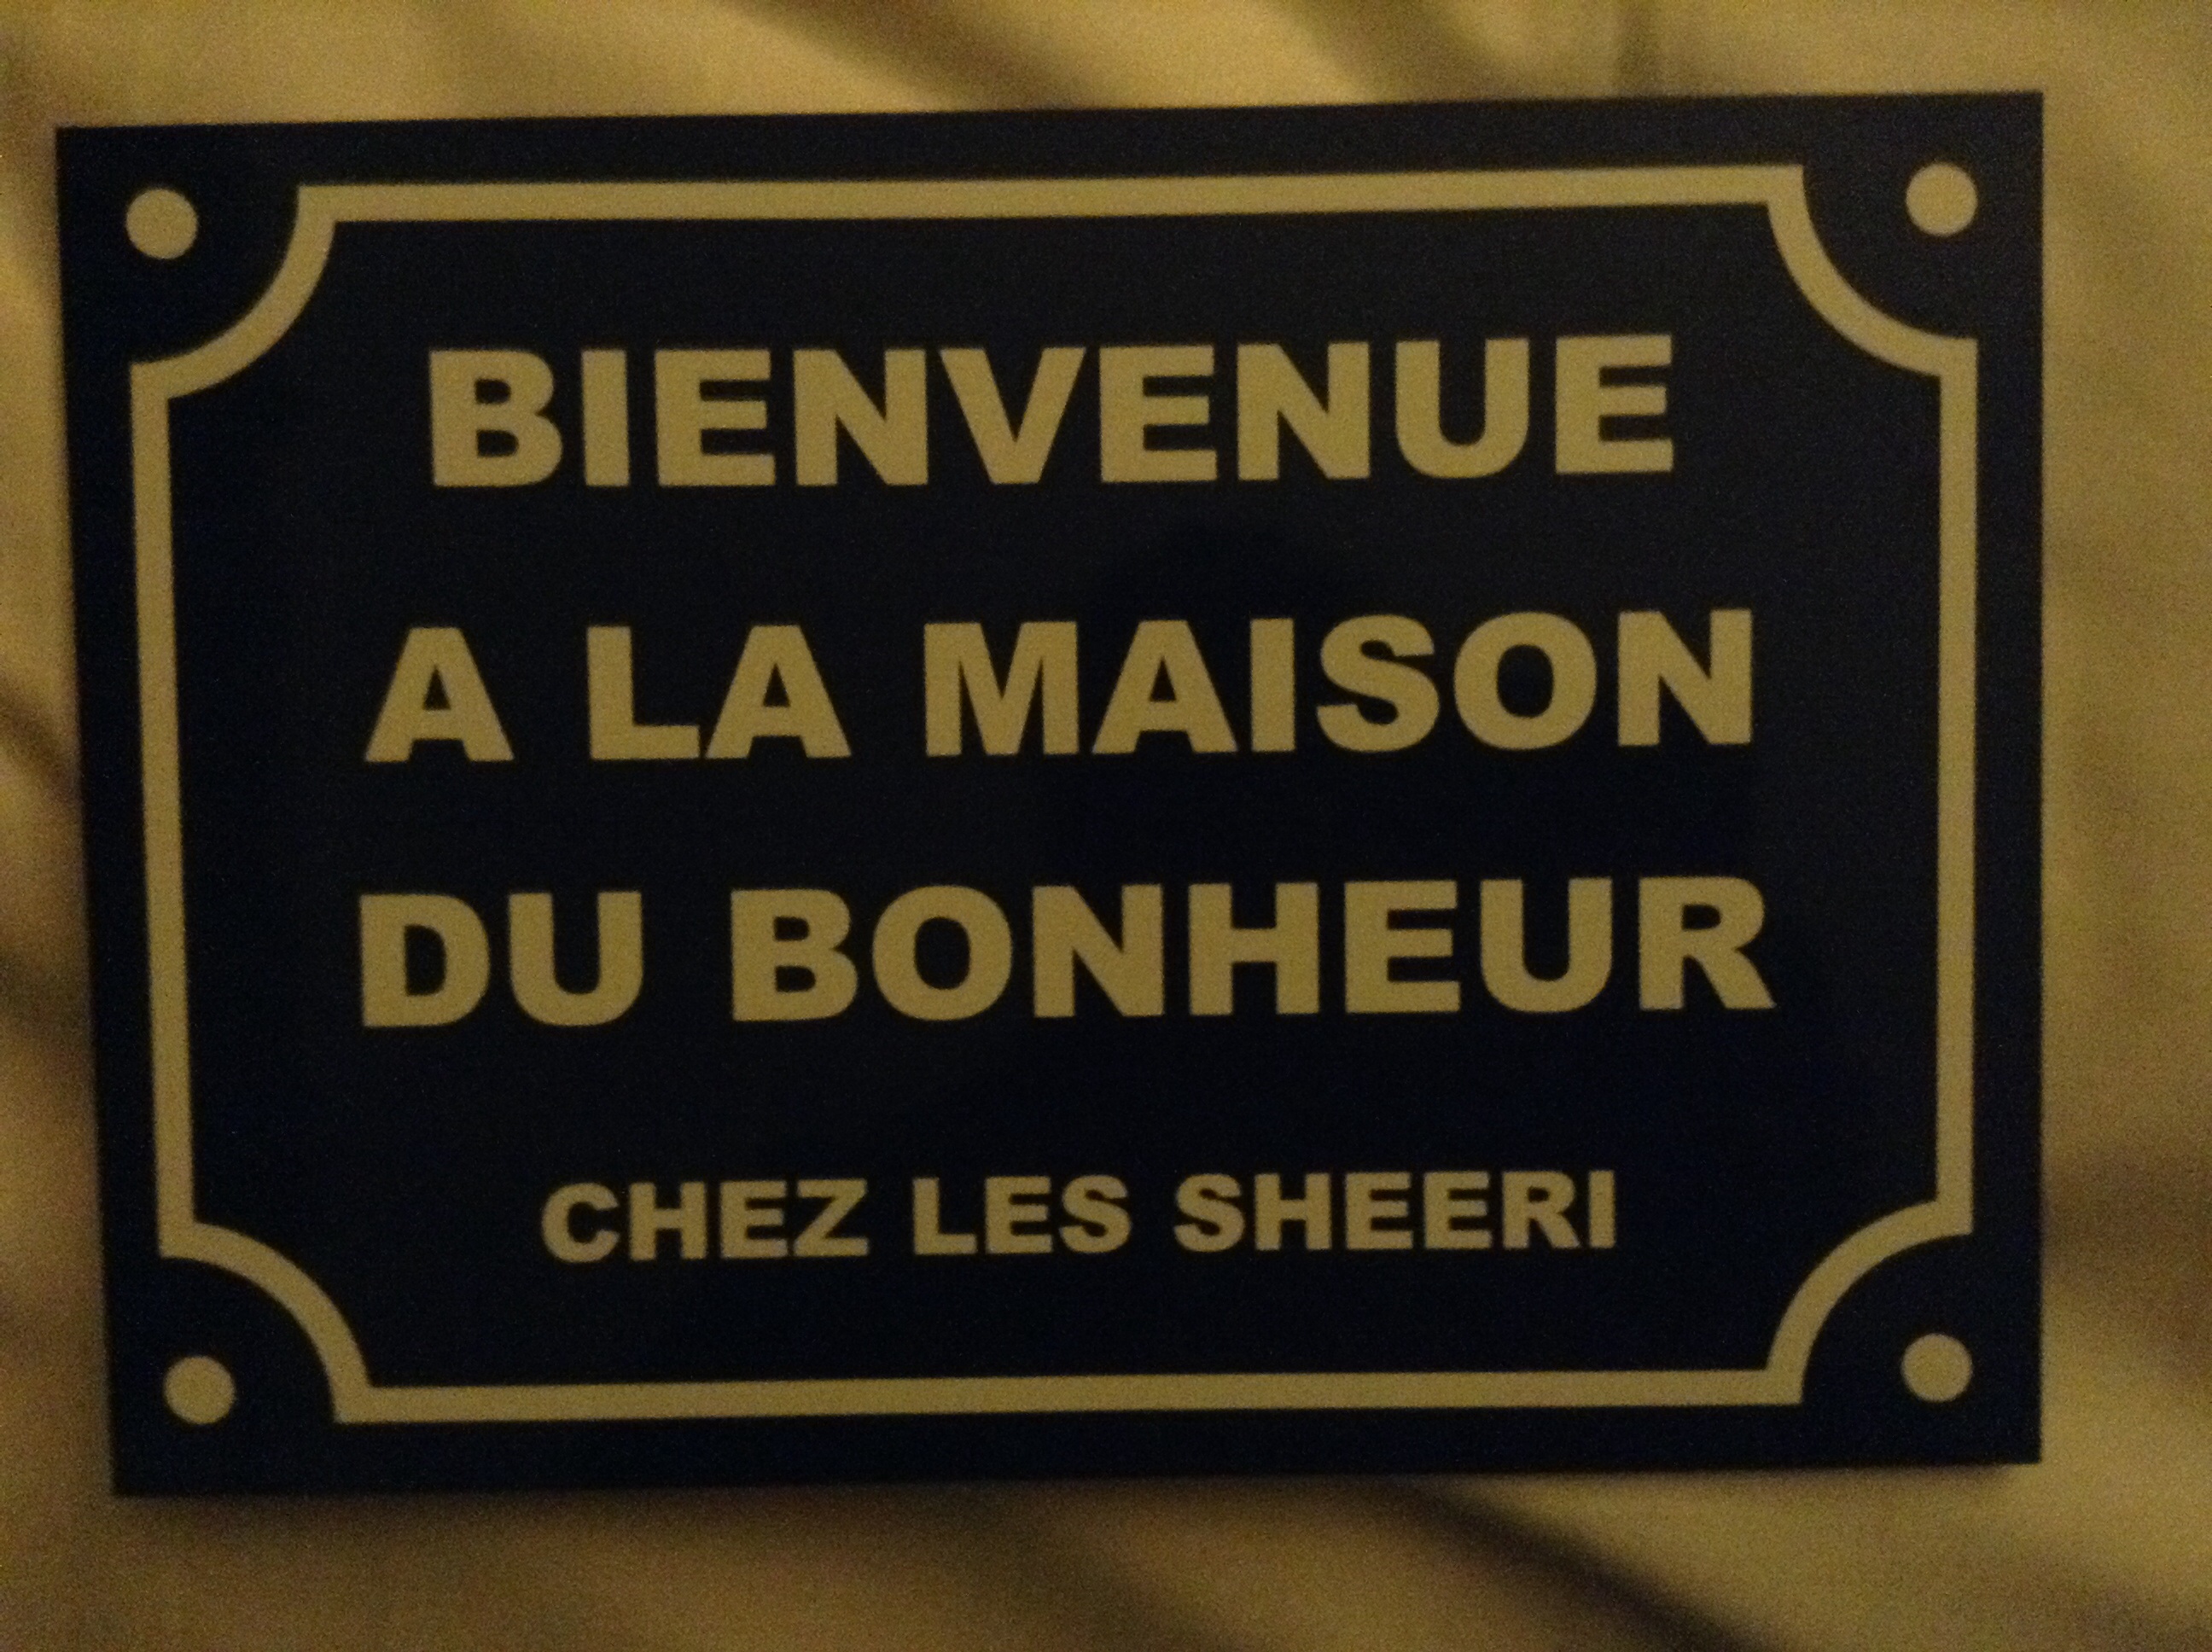 BIENVENUE
A LA MAISON
DU BONHEUR
CHEZ LES SHEERI